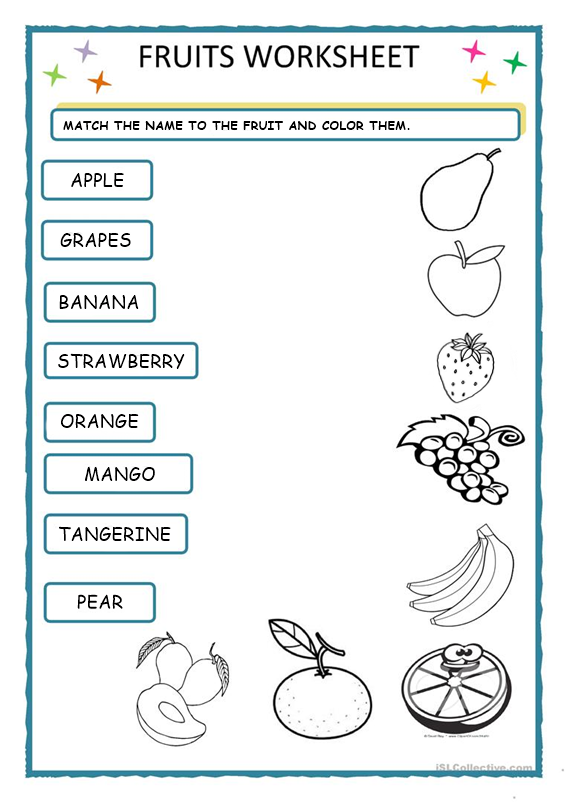 FRUITS WORKSHEET
MATCH THE NAME TO THE FRUIT AND COLOR THEM.
APPLE
GRAPES
BANANA
STRAWBERRY
ORANGE
MANGO
TANGERINE
PEAR
iSLCollective.com